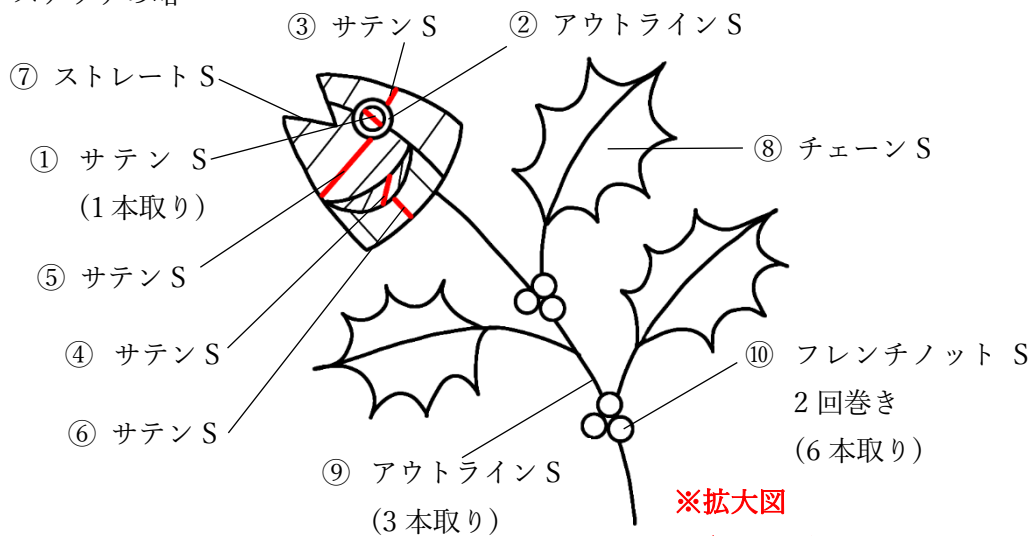 ③ サテン S
② アウトライン S
⑦ ストレート S
① サテン S
(1 本取り)
⑧ チェーン S
⑤ サテン S
④ サテン S
⑩ フレンチノット S
2 回巻き
(6 本取り)
⑥ サテン S
⑨ アウトライン S
(3 本取り)
※拡大図